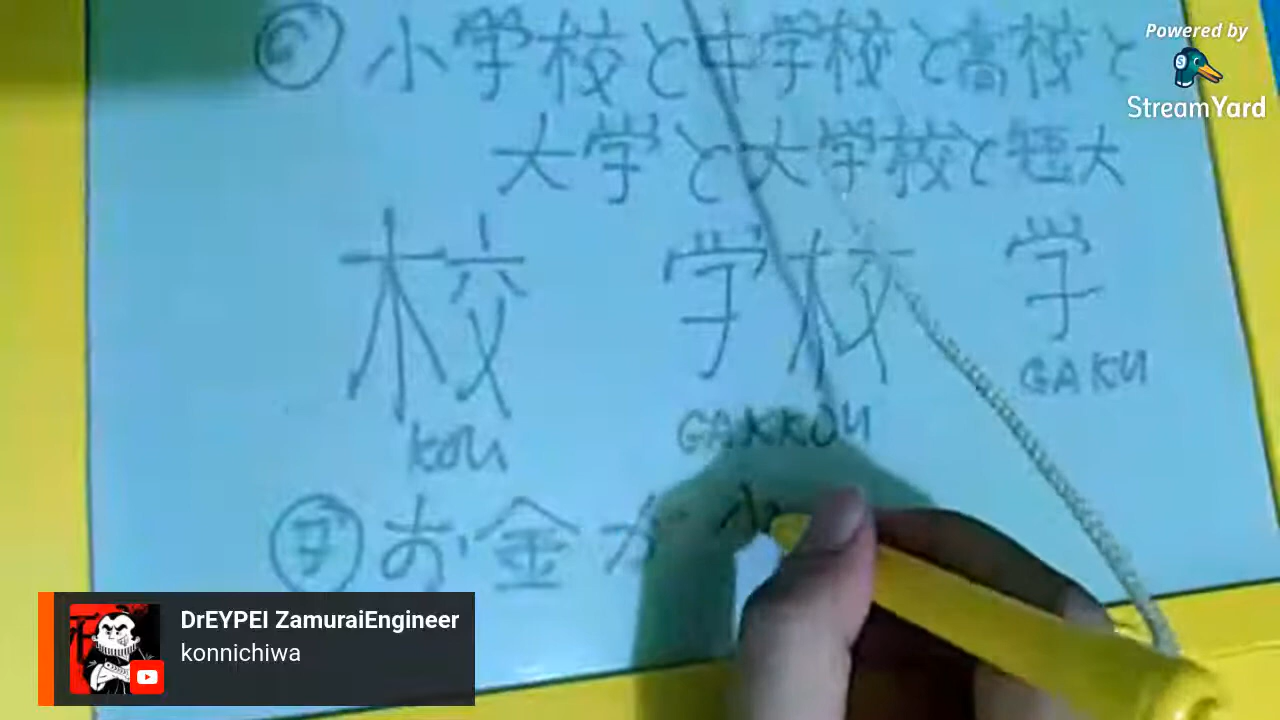 Powered by
StreamYard
⑥ 小学校と中学校と高校と
大学と大学校と短大
校 学校 学
KOU GAKKOU GAKU
⑦ お金が
DrEYPEI ZamuraiEngineer
konnichiwa